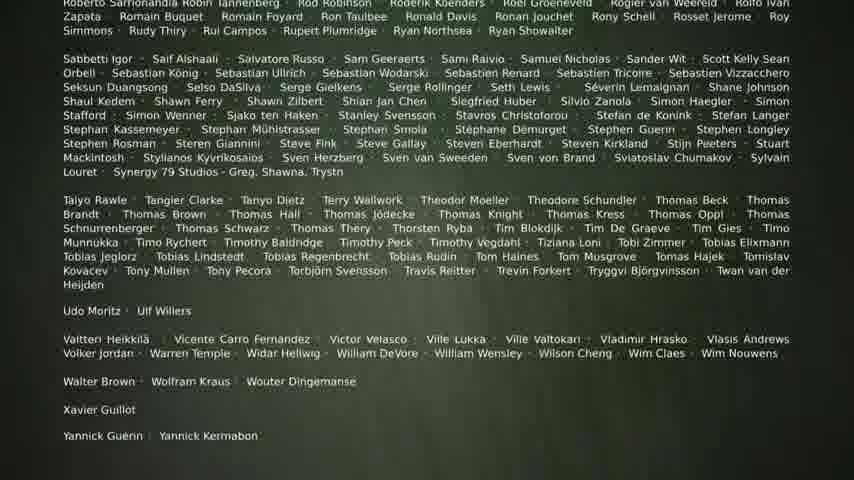 Roberto Sarrionandia Robin Tannenberg · Rod Robinson · Roderik Koenders · Roel Groeneveld · Rogier van Weereld · Rolfo Ivan
Zapata · Romain Buquet · Romain Foyard · Ron Taulbee · Ronald Davis · Ronan Jouchet · Rony Schell · Rosset Jerome · Roy
Simmons · Rudy Thiry · Rui Campos · Rupert Plumridge · Ryan Northsea · Ryan Showalter
Sabbetti Igor · Saif Alshaali · Salvatore Russo · Sam Geeraerts · Sami Raivio · Samuel Nicholas · Sander Wit · Scott Kelly Sean
Orbell · Sebastian König · Sebastian Ullrich · Sebastian Wodarski · Sebastien Renard · Sebastien Tricoire · Sebastien Vizzacchero
Seksun Duangsong · Selso DaSilva · Serge Gielkens · Serge Rollinger · Seth Lewis · Séverin Lemaignan · Shane Johnson
Shaul Kedem · Shawn Ferry · Shawn Zilbert · Shian Jan Chen · Siegfried Huber · Silvio Zanola · Simon Haegler · Simon
Stafford · Simon Wenner · Sjako ten Haken · Stanley Svensson · Stavros Christoforou · Stefan de Konink · Stefan Langer
Stephan Kassemeyer · Stephan Mühlstrasser · Stephan Smola · Stéphane Démurget · Stephen Guerin · Stephen Longley
Stephen Rosman · Steren Giannini · Steve Fink · Steve Gallay · Steven Eberhardt · Steven Kirkland · Stijn Peeters · Stuart
Mackintosh · Stylianos Kyvrikosaios · Sven Herzberg · Sven van Sweeden · Sven von Brand · Sviatoslav Chumakov · Sylvain
Louret · Synergy 79 Studios - Greg, Shawna, Trystn
Taiyo Rawle · Tangier Clarke · Tanyo Dietz · Terry Wallwork · Theodor Moeller · Theodore Schundler · Thomas Beck · Thomas
Brandt · Thomas Brown · Thomas Hall · Thomas Jödecke · Thomas Knight · Thomas Kress · Thomas Oppl · Thomas
Schnurrenberger · Thomas Schwarz · Thomas Thery · Thorsten Ryba · Tim Blokdijk · Tim De Graeve · Tim Gies · Timo
Munnukka · Timo Rychert · Timothy Baldridge · Timothy Peck · Timothy Vegdahl · Tiziana Loni · Tobi Zimmer · Tobias Elixmann
Tobias Jeglorz · Tobias Lindstedt · Tobias Regenbrecht · Tobias Rudin · Tom Haines · Tom Musgrove · Tomas Hajek · Tomislav
Kovacev · Tony Mullen · Tony Pecora · Torbjörn Svensson · Travis Reitter · Trevin Forkert · Tryggvi Björgvinsson · Twan van der
Heijden
Udo Moritz · Ulf Willers
Valtteri Heikkilä · Vicente Carro Fernandez · Victor Velasco · Ville Lukka · Ville Valtokari · Vladimir Hrasko · Vlasis Andrews
Volker Jordan · Warren Temple · Widar Hellwig · William DeVore · William Wensley · Wilson Cheng · Wim Claes · Wim Nouwens
Walter Brown · Wolfram Kraus · Wouter Dingemanse
Xavier Guillot
Yannick Guérin · Yannick Kermabon